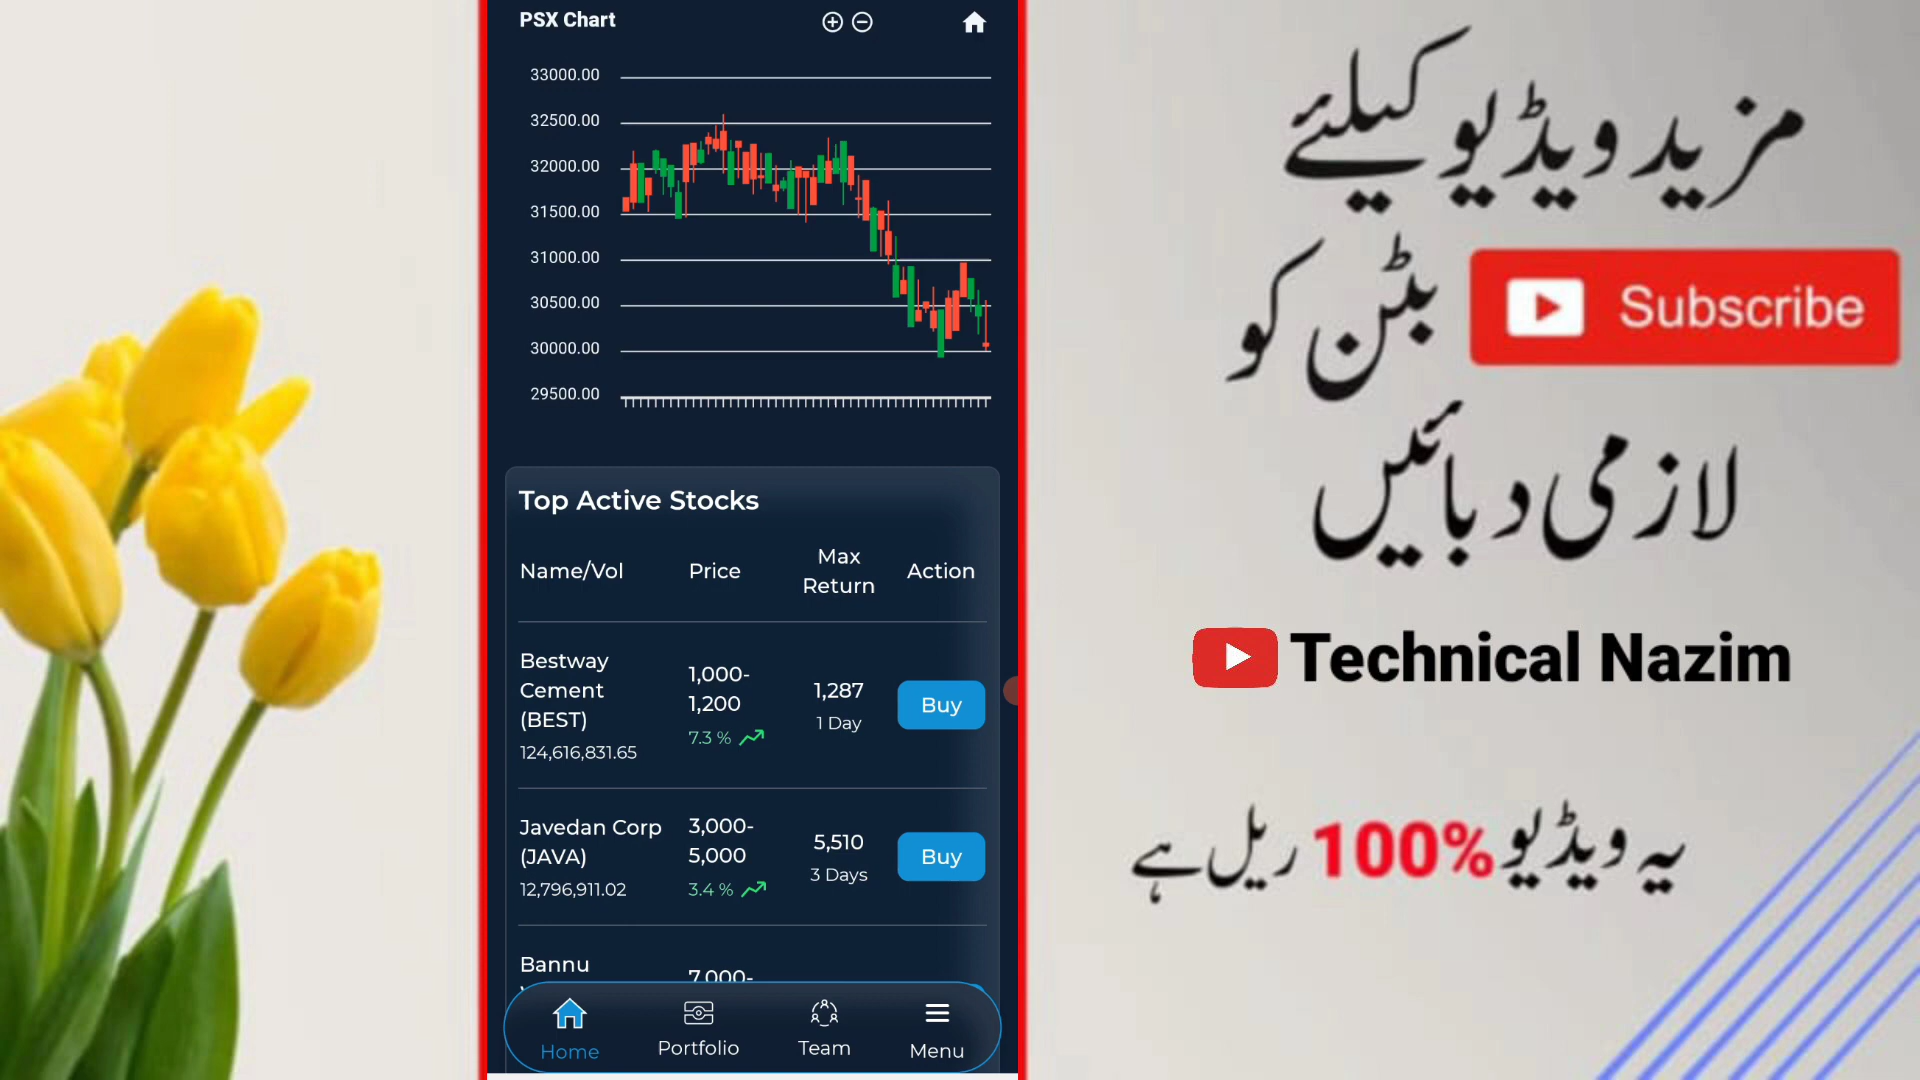 PSX Chart
33000.00
32500.00
32000.00
31500.00
31000.00
30500.00
30000.00
29500.00
Top Active Stocks
Name/Vol Price Max Return Action
Bestway Cement (BEST)
124,616,831.65
1,000-1,200
7.3 %
1,287
1 Day
Buy
Javedan Corp (JAVA)
12,796,911.02
3,000-5,000
3.4 %
5,510
3 Days
Buy
Bannu
7,000-
Home Portfolio Team Menu
مزید ویڈیو کیلئے
Subscribe بٹن کو
لازمی دبائیں
Technical Nazim
یہ ویڈیو 100% ریل ہے